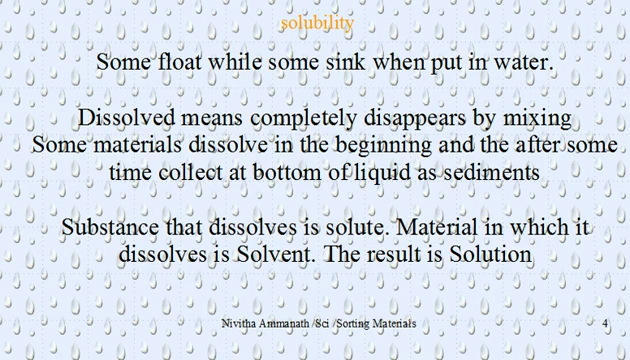 solubility
Some float while some sink when put in water.
Dissolved means completely disappears by mixing
Some materials dissolve in the beginning and the after some
time collect at bottom of liquid as sediments
Substance that dissolves is solute. Material in which it
dissolves is Solvent. The result is Solution
Nivitha Ammanath /Sci /Sorting Materials
4